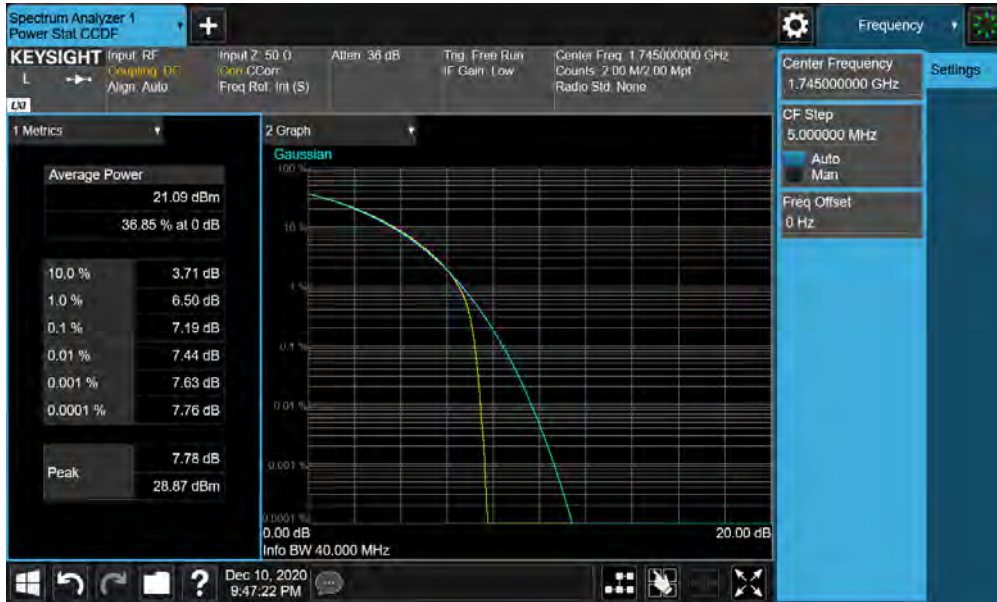 Spectrum Analyzer 1
Power Stat CCDF
Frequency
KEYSIGHT
L
LXI
Input: RF
Coupling: DC
Align: Auto
Input Z: 50 Ω
Corr CCorr
Freq Ref: Int (S)
Atten: 36 dB
Trig: Free Run
IF Gain: Low
Center Freq: 1.745000000 GHz
Counts: 2.00 M/2.00 Mpt
Radio Std: None
Center Frequency
1.745000000 GHz
Settings
CF Step
5.000000 MHz
Auto
Man
Freq Offset
0 Hz
1 Metrics
Average Power
21.09 dBm
36.85 % at 0 dB
10.0 % 3.71 dB
1.0 % 6.50 dB
0.1 % 7.19 dB
0.01 % 7.44 dB
0.001 % 7.63 dB
0.0001 % 7.76 dB
Peak
7.78 dB
28.87 dBm
2 Graph
Gaussian
100 %
10 %
1 %
0.1 %
0.01 %
0.001 %
0.0001 %
0.00 dB 20.00 dB
Info BW 40.000 MHz
?
Dec 10, 2020
9:47:22 PM